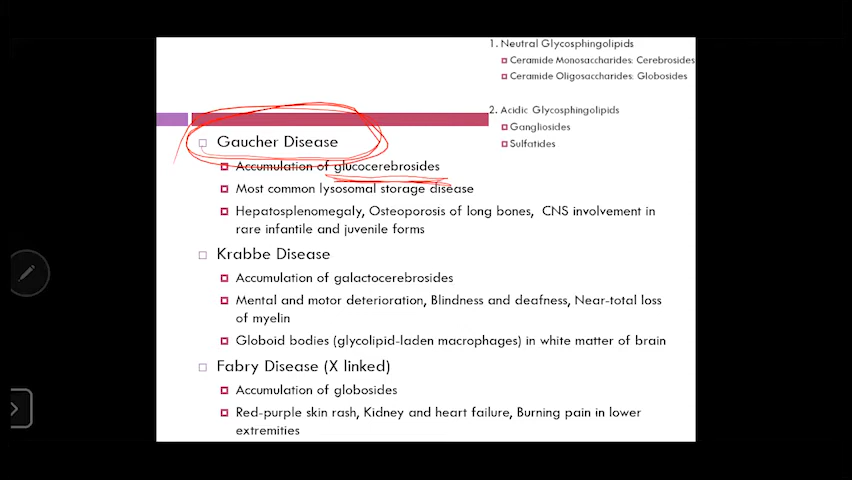 1. Neutral Glycosphingolipids
Ceramide Monosaccharides: Cerebrosides
Ceramide Oligosaccharides: Globosides
2. Acidic Glycosphingolipids
Gangliosides
Sulfatides
Gaucher Disease
Accumulation of glucocerebrosides
Most common lysosomal storage disease
Hepatosplenomegaly, Osteoporosis of long bones, CNS involvement in
rare infantile and juvenile forms
Krabbe Disease
Accumulation of galactocerebrosides
Mental and motor deterioration, Blindness and deafness, Near-total loss
of myelin
Globoid bodies (glycolipid-laden macrophages) in white matter of brain
Fabry Disease (X linked)
Accumulation of globosides
Red-purple skin rash, Kidney and heart failure, Burning pain in lower
extremities